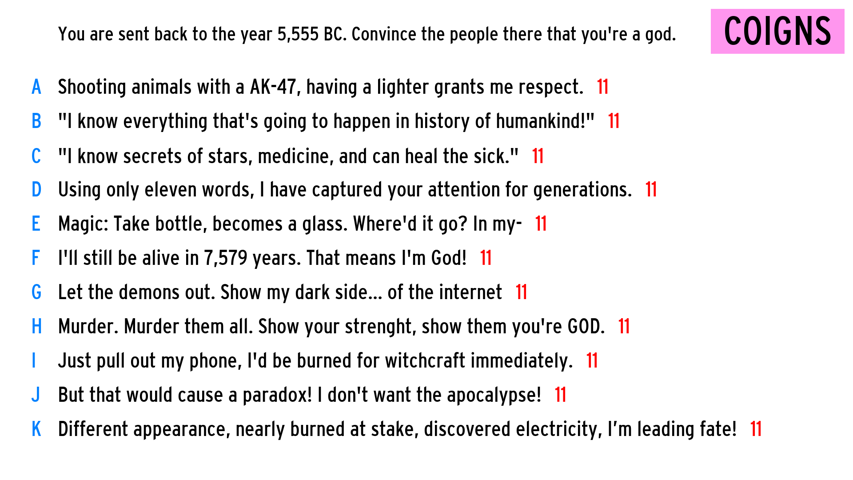 You are sent back to the year 5,555 BC. Convince the people there that you're a god.
COIGNS
A Shooting animals with a AK-47, having a lighter grants me respect. 11
B "I know everything that's going to happen in history of humankind!" 11
C "I know secrets of stars, medicine, and can heal the sick." 11
D Using only eleven words, I have captured your attention for generations. 11
E Magic: Take bottle, becomes a glass. Where'd it go? In my- 11
F I'll still be alive in 7,579 years. That means I'm God! 11
G Let the demons out. Show my dark side... of the internet 11
H Murder. Murder them all. Show your strenght, show them you're GOD. 11
I Just pull out my phone, I'd be burned for witchcraft immediately. 11
J But that would cause a paradox! I don't want the apocalypse! 11
K Different appearance, nearly burned at stake, discovered electricity, I’m leading fate! 11